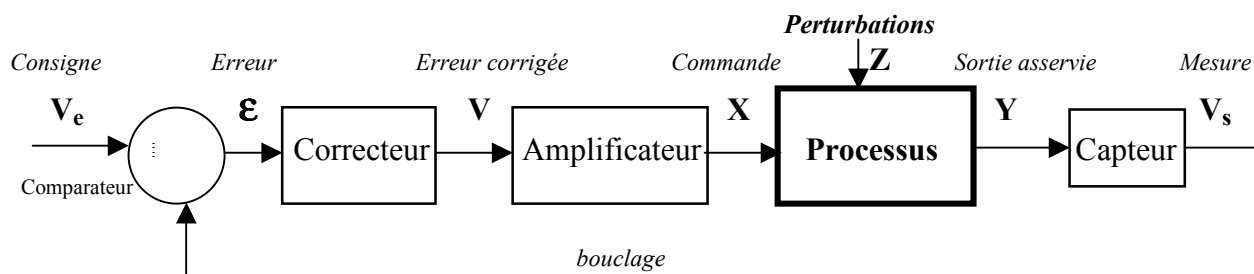 Perturbations
Consigne Erreur Erreur corrigée Commande Z Sortie asservie Mesure
Ve ε V X Y Vs
Correcteur Amplificateur Processus Capteur
Comparateur
bouclage